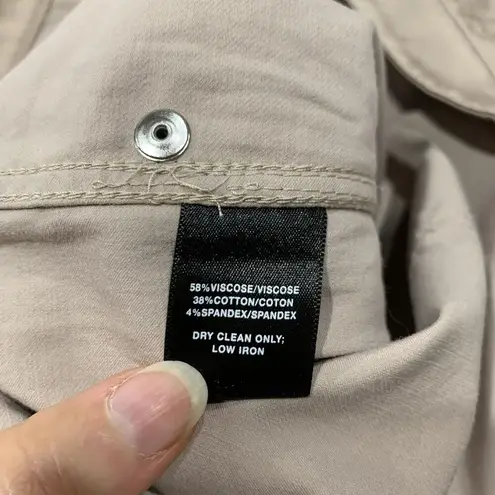 58%VISCOSE/VISCOSE
38%COTTON/COTON
4%SPANDEX/SPANDEX
DRY CLEAN ONLY;
LOW IRON